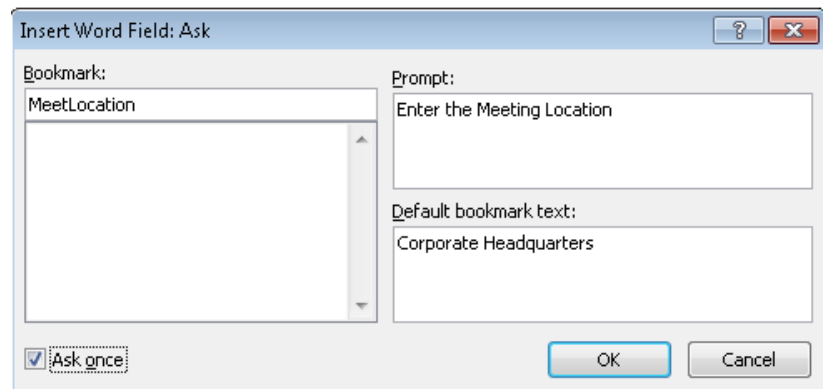 Insert Word Field: Ask
Bookmark:
MeetLocation
Prompt:
Enter the Meeting Location
Default bookmark text:
Corporate Headquarters
Ask once
OK
Cancel